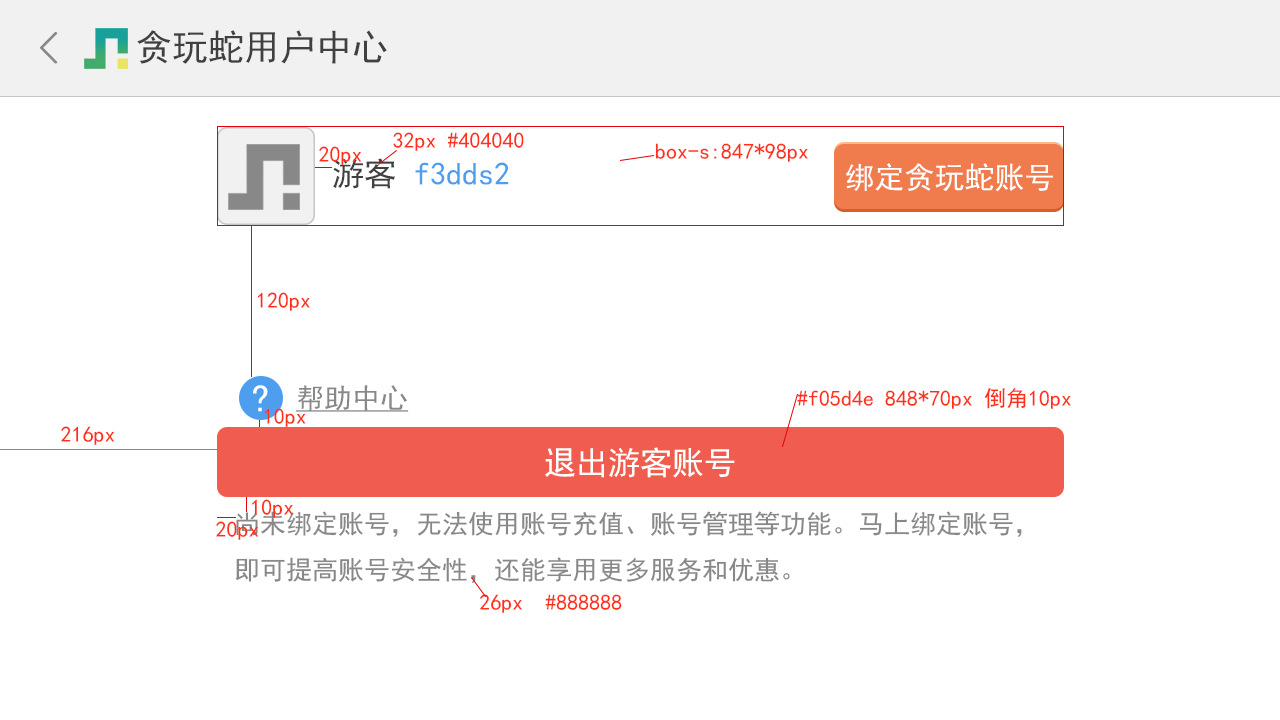 贪玩蛇用户中心
32px #404040
20px
box-s:847*98px
游客 f3dds2
绑定贪玩蛇账号
120px
? 帮助中心
#f05d4e 848*70px 倒角10px
10px
216px
退出游客账号
10px
20px
尚未绑定账号，无法使用账号充值、账号管理等功能。马上绑定账号，
即可提高账号安全性，还能享用更多服务和优惠。
26px #888888